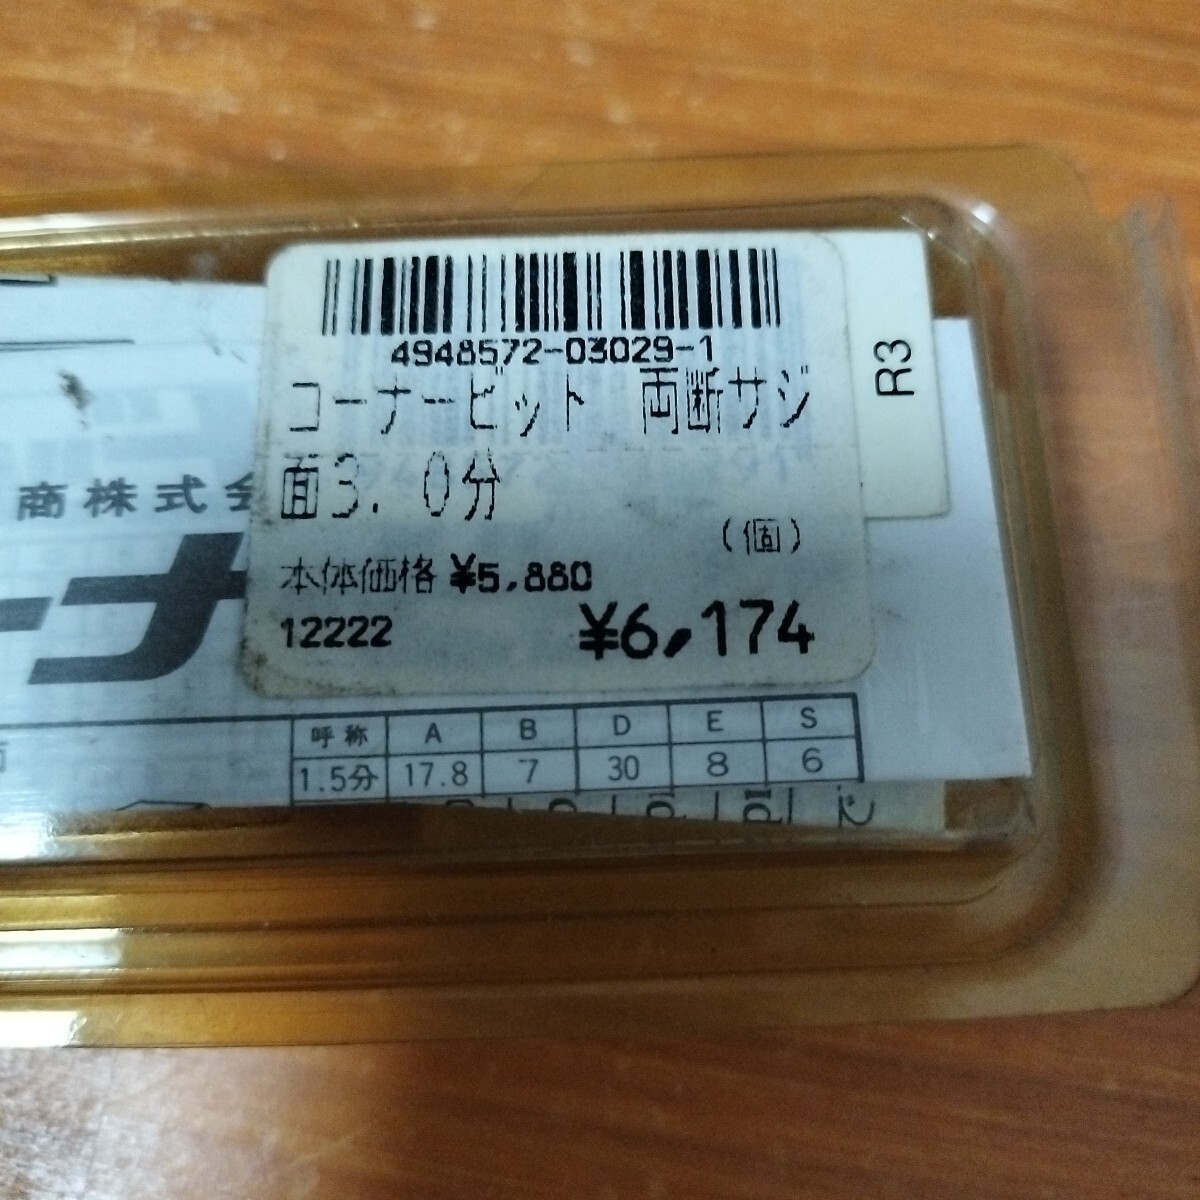 4948572-03029-1
コーナービット 両断サジ
面3.0分
(個)
本体価格 ¥5,880
12222 ¥6,174
R3
商株式会
ーナ
呼称 A B D E S
1.5分 17.8 7 30 8 6